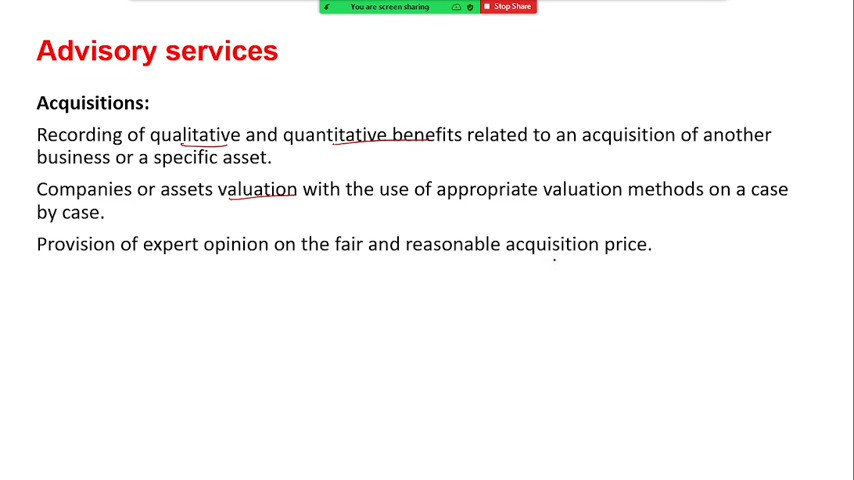 You are screen sharing
Stop Share
Advisory services
Acquisitions:
Recording of qualitative and quantitative benefits related to an acquisition of another
business or a specific asset.
Companies or assets valuation with the use of appropriate valuation methods on a case
by case.
Provision of expert opinion on the fair and reasonable acquisition price.